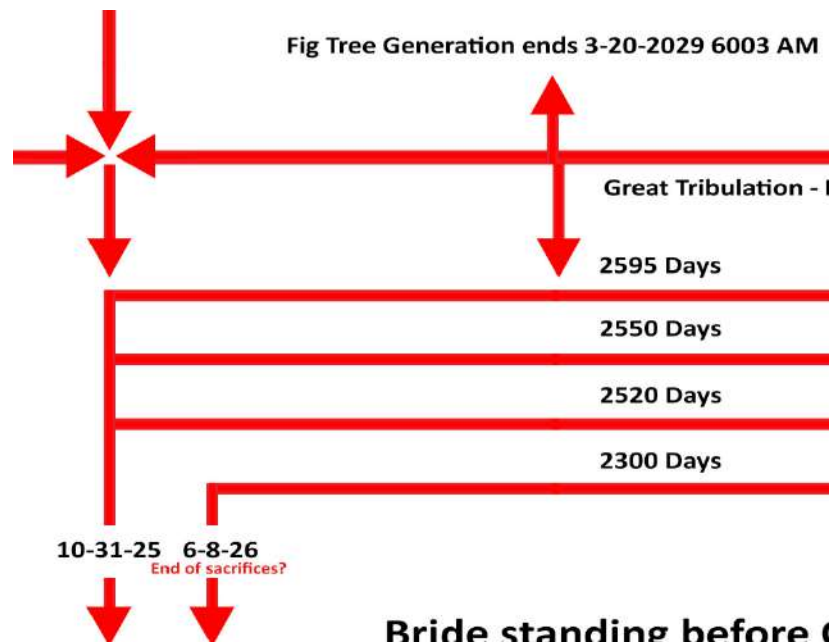 Fig Tree Generation ends 3-20-2029 6003 AM
Great Tribulation -
2595 Days
2550 Days
2520 Days
2300 Days
10-31-25 6-8-26
End of sacrifices?
Bride standing before